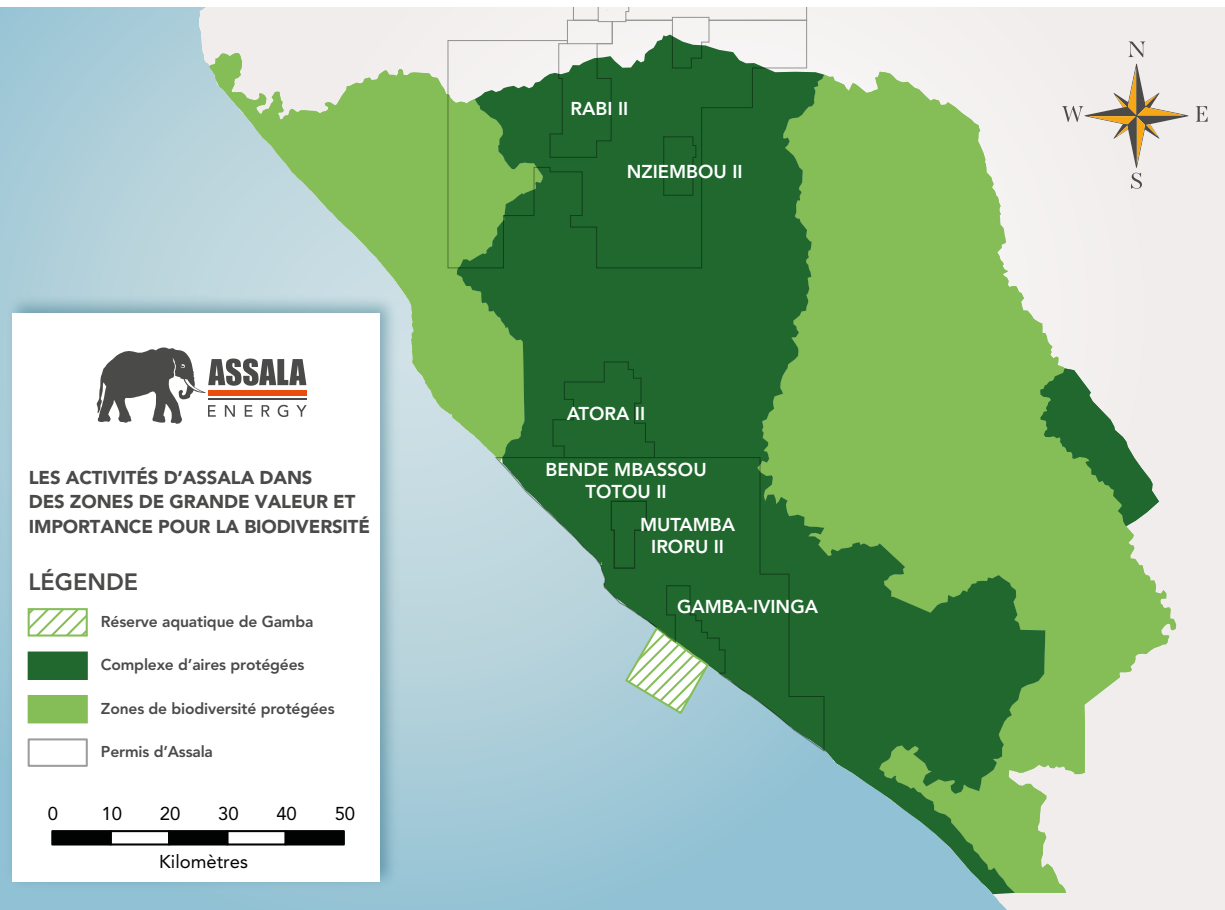 N
W E
S
RABI II
NZIEMBOU II
ATORA II
BENDE MBASSOU
TOTOU II
MUTAMBA
IRORU II
GAMBA-IVINGA
ASSALA
ENERGY
LES ACTIVITÉS D'ASSALA DANS
DES ZONES DE GRANDE VALEUR ET
IMPORTANCE POUR LA BIODIVERSITÉ
LÉGENDE
Réserve aquatique de Gamba
Complexe d'aires protégées
Zones de biodiversité protégées
Permis d'Assala
0 10 20 30 40 50
Kilomètres